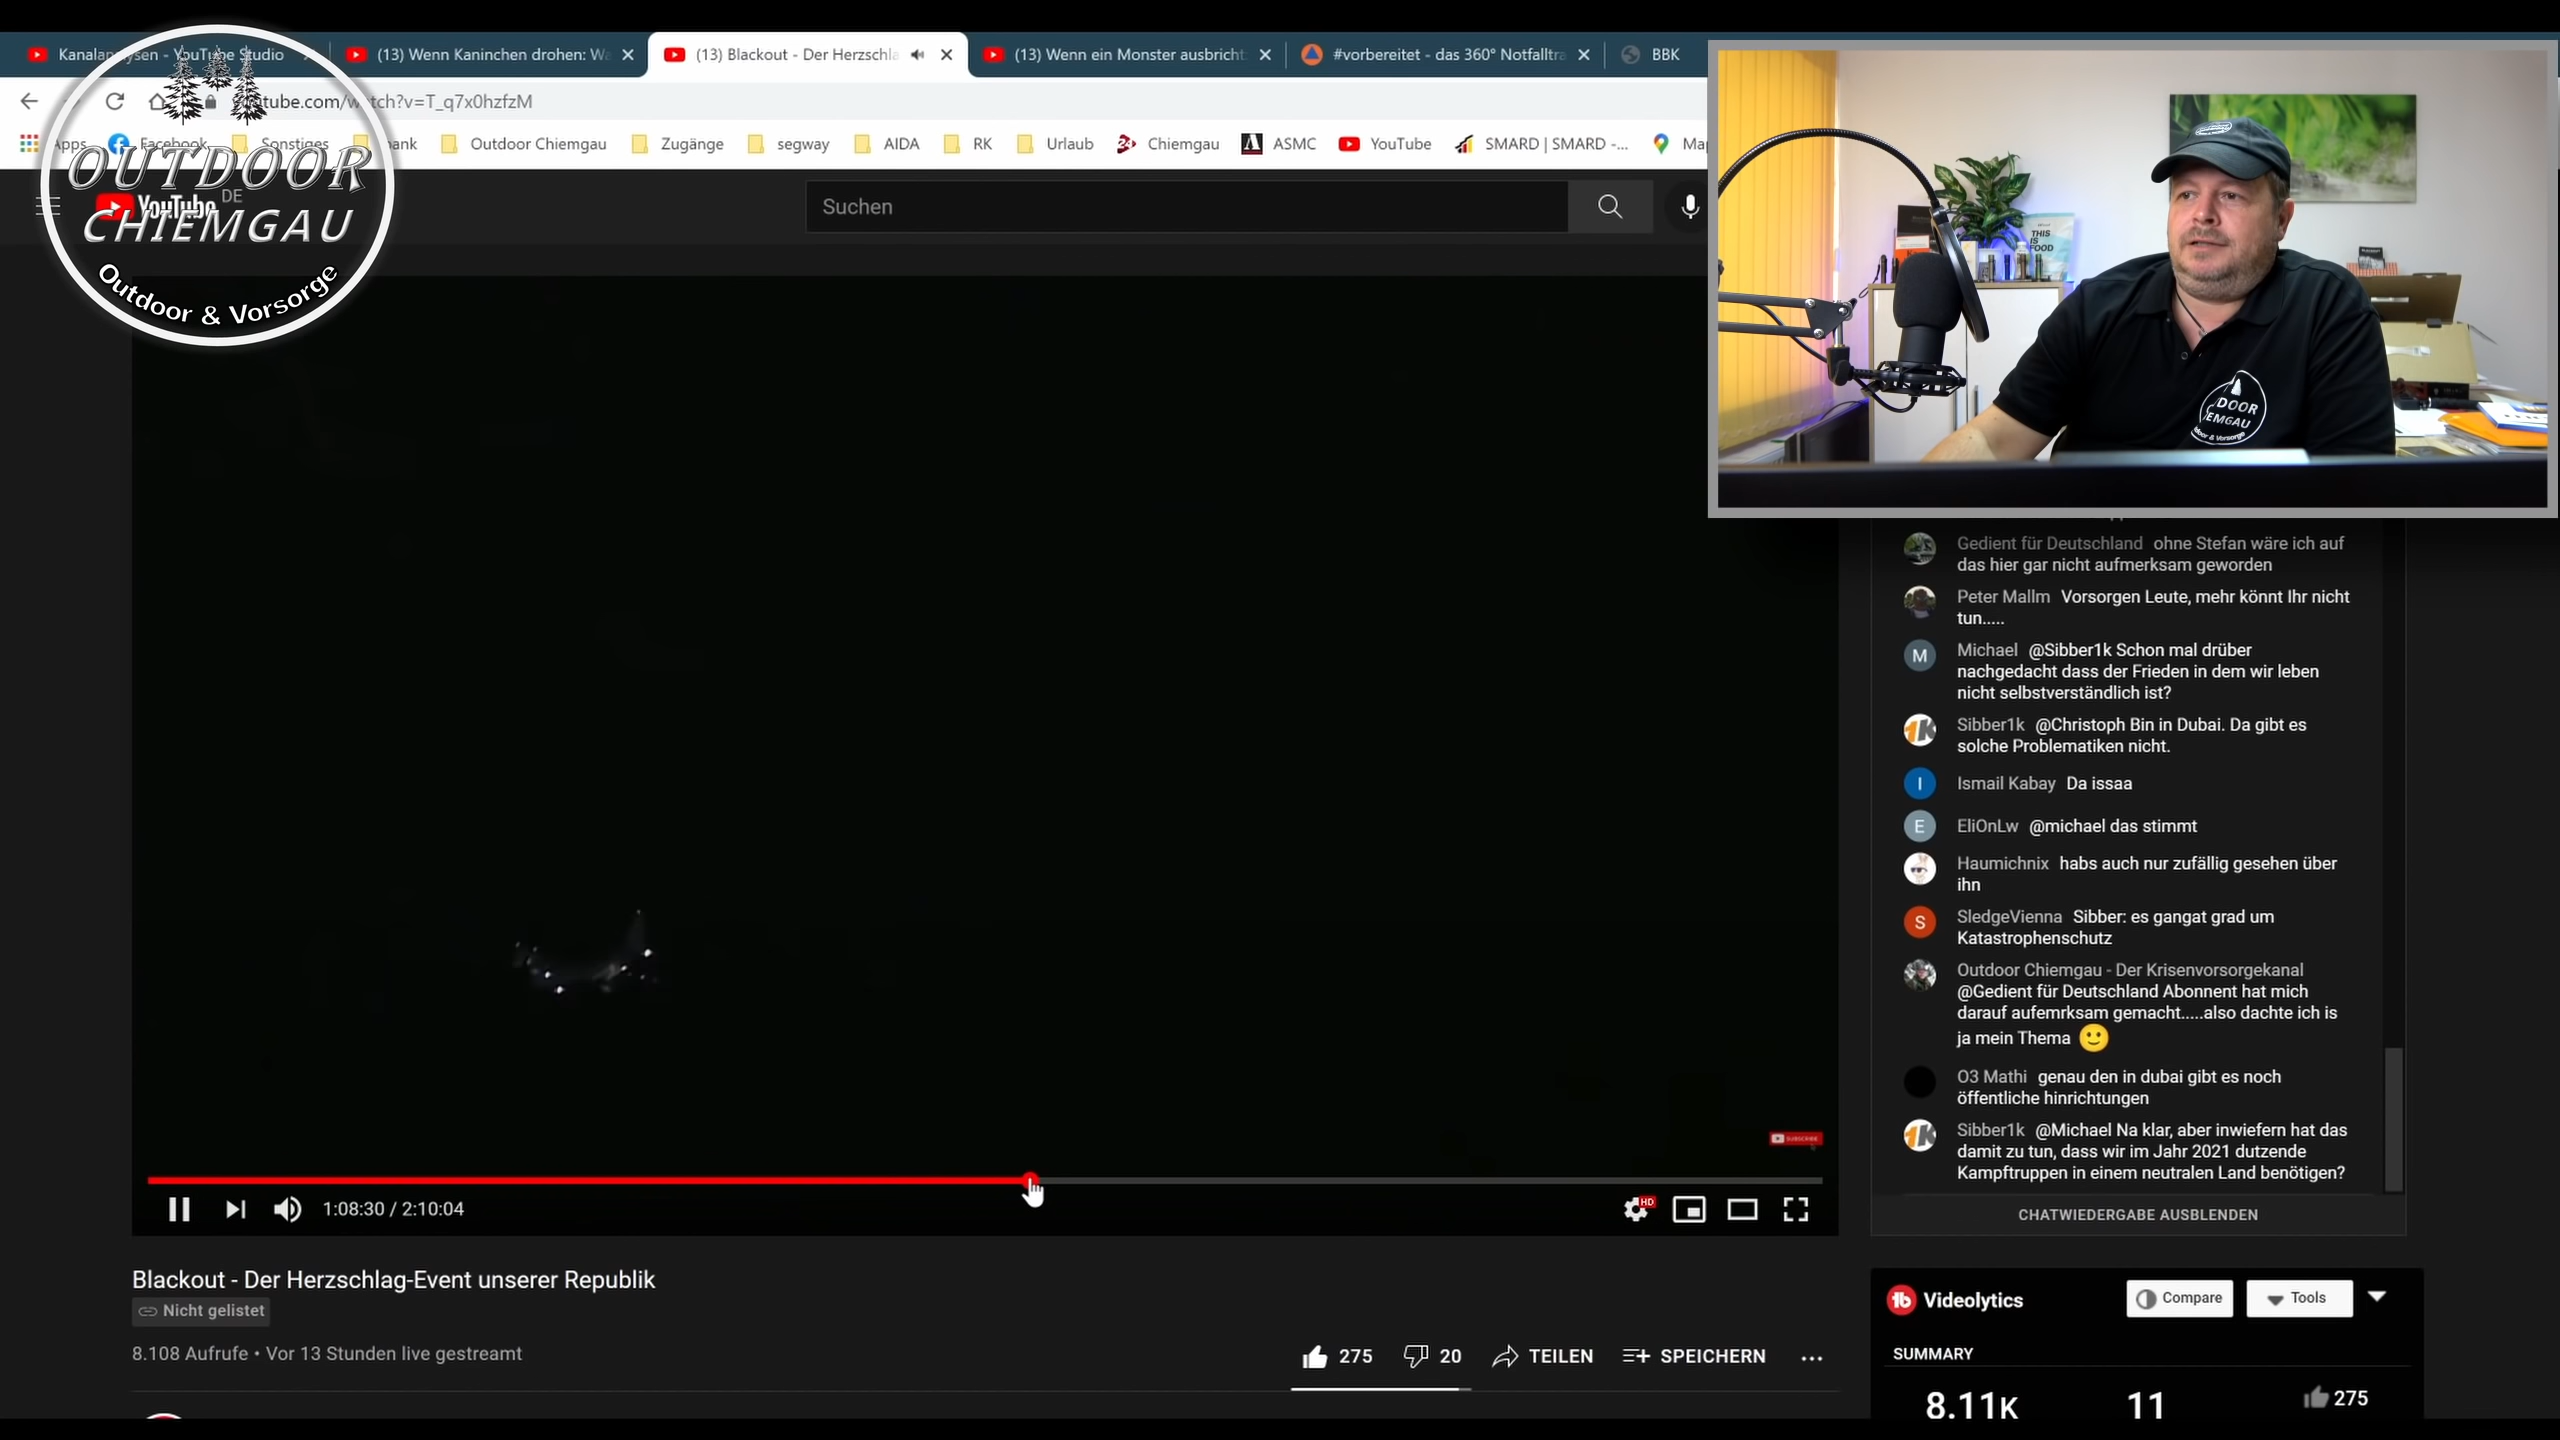 Kanalanalysen - YouTube Studio
(13) Wenn Kaninchen drohen: Wa
(13) Blackout - Der Herzschla
(13) Wenn ein Monster ausbricht:
#vorbereitet - das 360° Notfalltra
BBK
youtube.com/watch?v=T_q7x0hzfzM
Apps
Facebook
Sonstiges
bank
Outdoor Chiemgau
Zugänge
segway
AIDA
RK
Urlaub
Chiemgau
ASMC
YouTube
SMARD | SMARD -...
Map
OUTDOOR
CHIEMGAU
Outdoor & Vorsorge
YouTube DE
Suchen
THIS
IS
FOOD
DOOR
EMGAU
Gedient für Deutschland ohne Stefan wäre ich auf
das hier gar nicht aufmerksam geworden
Peter Mallm Vorsorgen Leute, mehr könnt Ihr nicht
tun.....
M
Michael @Sibber1k Schon mal drüber
nachgedacht dass der Frieden in dem wir leben
nicht selbstverständlich ist?
1K
Sibber1k @Christoph Bin in Dubai. Da gibt es
solche Problematiken nicht.
I
Ismail Kabay Da issaa
E
EliOnLw @michael das stimmt
Haumichnix habs auch nur zufällig gesehen über
ihn
S
SledgeVienna Sibber: es gangat grad um
Katastrophenschutz
Outdoor Chiemgau - Der Krisenvorsorgekanal
@Gedient für Deutschland Abonnent hat mich
darauf aufemrksam gemacht.....also dachte ich is
ja mein Thema
O3 Mathi genau den in dubai gibt es noch
öffentliche hinrichtungen
1K
Sibber1k @Michael Na klar, aber inwiefern hat das
damit zu tun, dass wir im Jahr 2021 dutzende
Kampftruppen in einem neutralen Land benötigen?
CHATWIEDERGABE AUSBLENDEN
SUBSCRIBE
1:08:30 / 2:10:04
HD
Blackout - Der Herzschlag-Event unserer Republik
Nicht gelistet
8.108 Aufrufe • Vor 13 Stunden live gestreamt
275
20
TEILEN
SPEICHERN
Videolytics
Compare
Tools
SUMMARY
8.11K
11
275